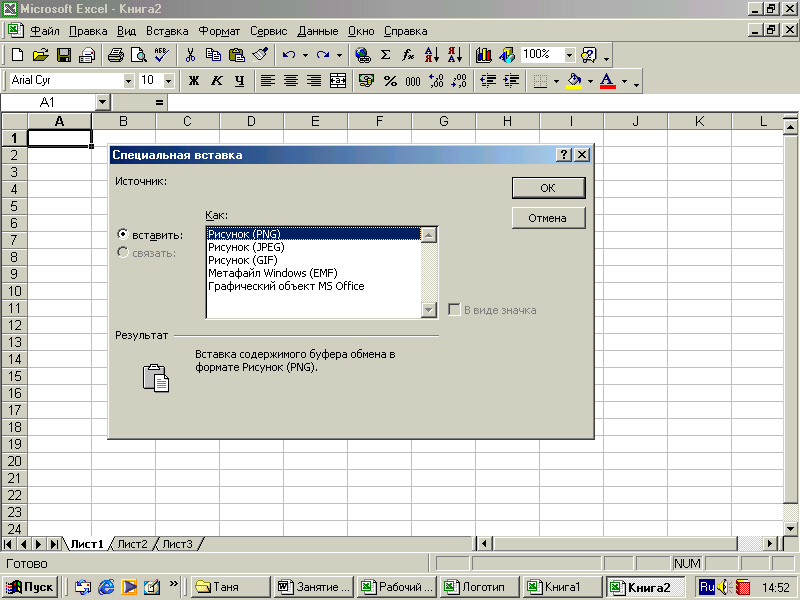 Microsoft Excel - Книга2
Файл Правка Вид Вставка Формат Сервис Данные Окно Справка
100%
Arial Cyr 10 Ж К Ч % 000
A1 =
A B C D E F G H I J K L
1
2
3
4
5
6
7
8
9
10
11
12
13
14
15
16
17
18
19
20
21
22
23
24
Специальная вставка
Источник:
ОК
Отмена
Как:
вставить:
связать:
Рисунок (PNG)
Рисунок (JPEG)
Рисунок (GIF)
Метафайл Windows (EMF)
Графический объект MS Office
В виде значка
Результат
Вставка содержимого буфера обмена в
формате Рисунок (PNG).
Лист1 Лист2 Лист3
Готово NUM
Пуск » Таня Занятие ... Рабочий ... Логотип Книга1 Книга2 Ru 14:52